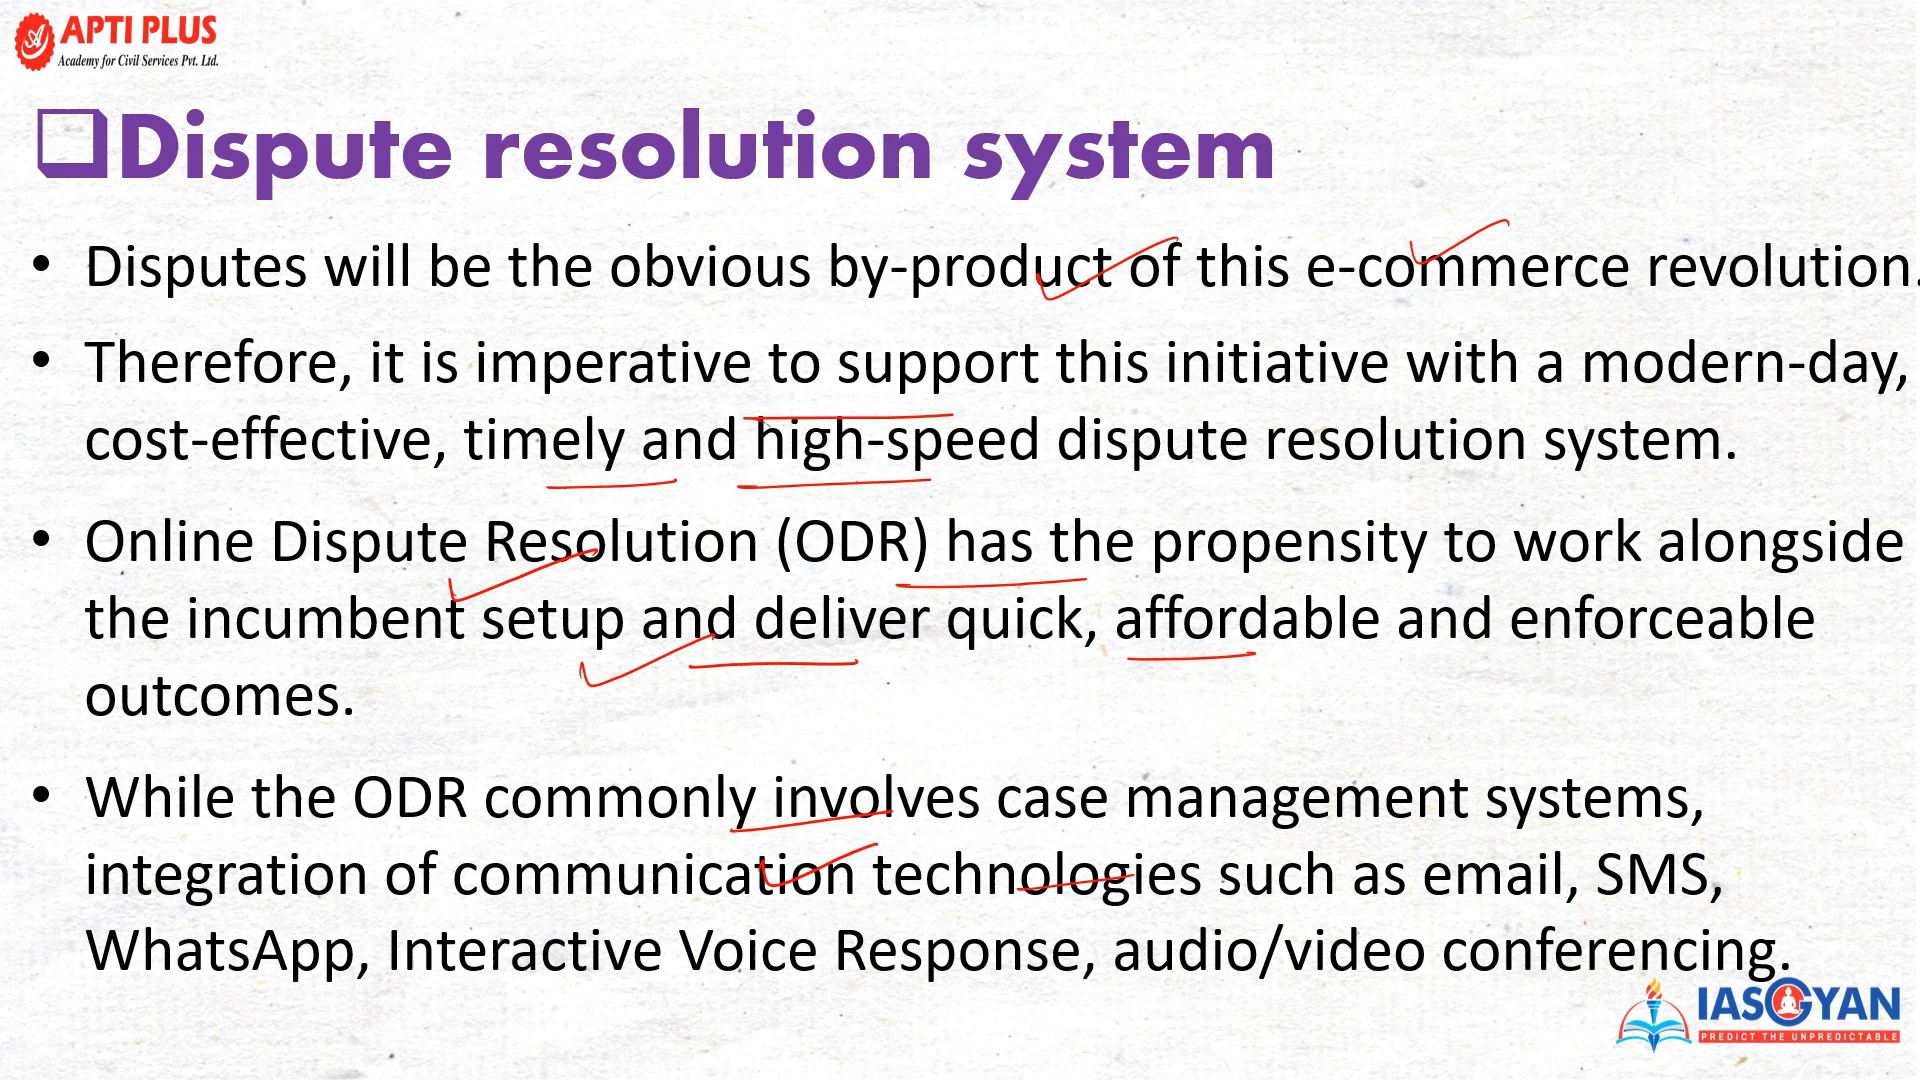 APTI PLUS
Academy for Civil Services Pvt. Ltd.
Dispute resolution system
• Disputes will be the obvious by-product of this e-commerce revolution.
• Therefore, it is imperative to support this initiative with a modern-day,
cost-effective, timely and high-speed dispute resolution system.
• Online Dispute Resolution (ODR) has the propensity to work alongside
the incumbent setup and deliver quick, affordable and enforceable
outcomes.
• While the ODR commonly involves case management systems,
integration of communication technologies such as email, SMS,
WhatsApp, Interactive Voice Response, audio/video conferencing.
IASGYAN
PREDICT THE UNPREDICTABLE